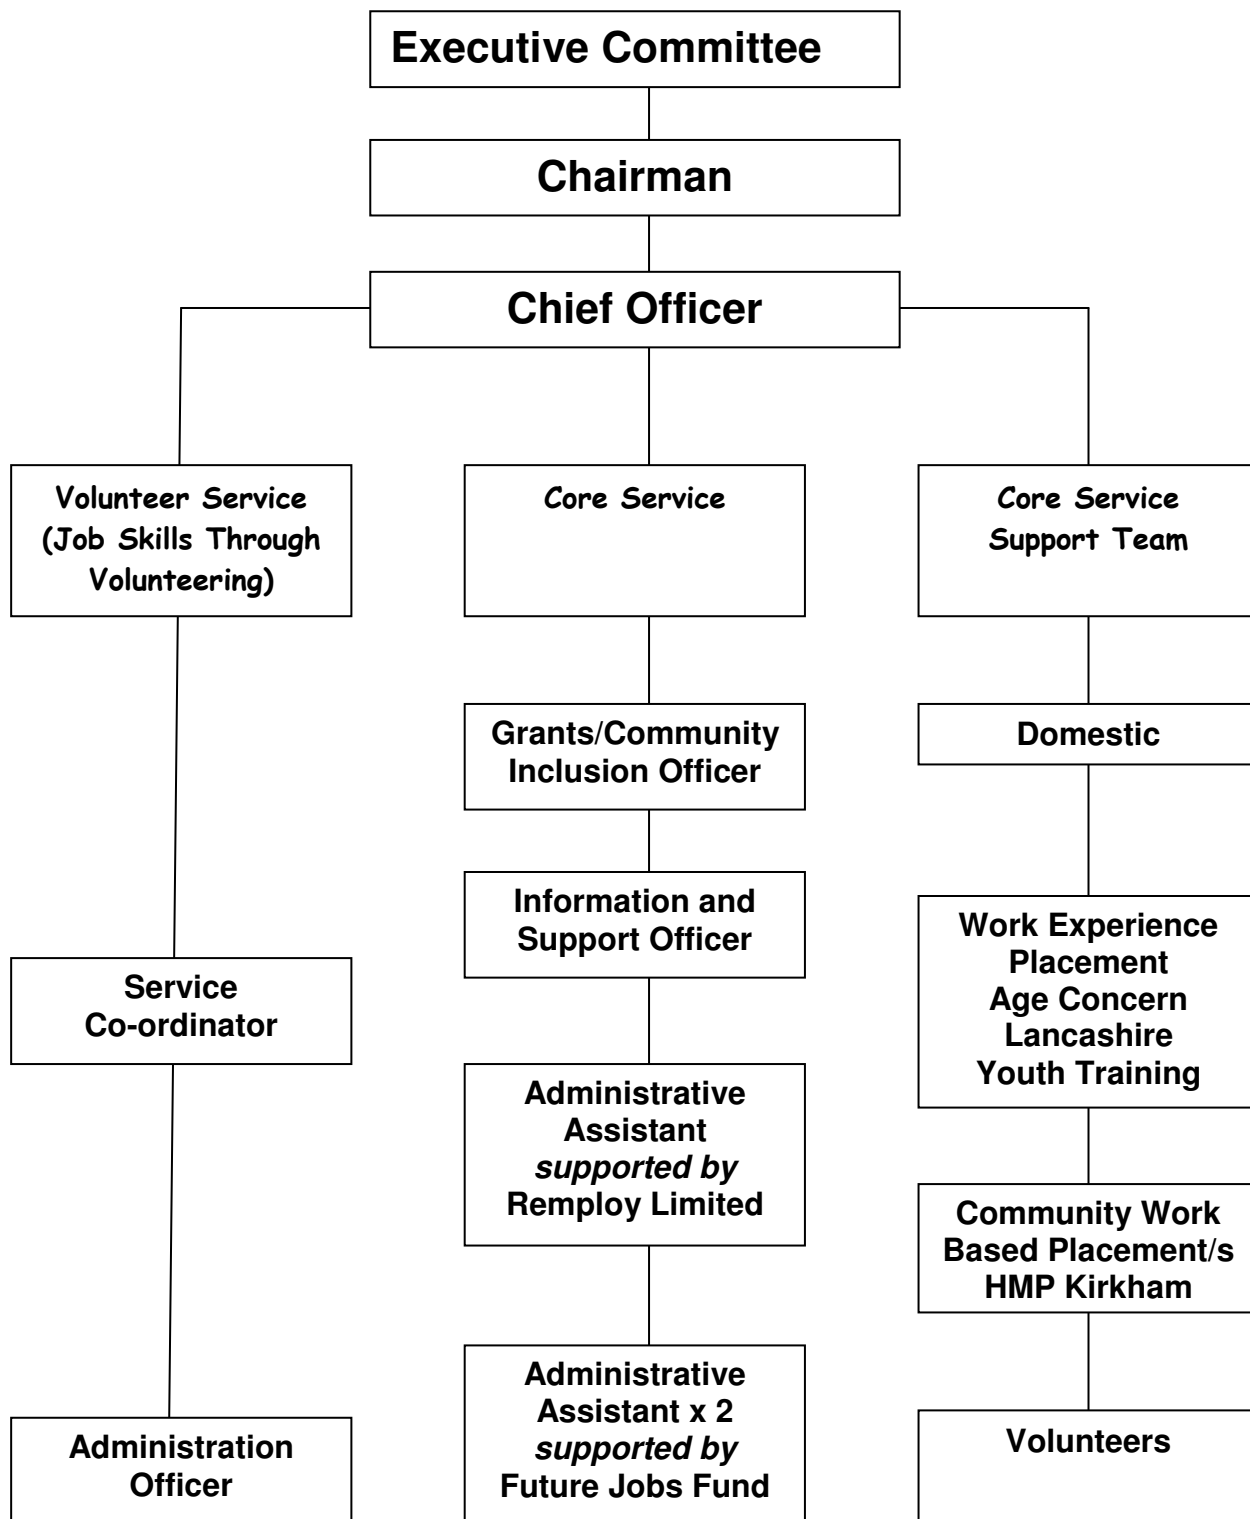 Executive Committee
Chairman
Chief Officer
Volunteer Service
(Job Skills Through
Volunteering)
Core Service
Core Service
Support Team
Grants/Community
Inclusion Officer
Domestic
Information and
Support Officer
Work Experience
Placement
Age Concern
Lancashire
Youth Training
Service
Co-ordinator
Administrative
Assistant
supported by
Remploy Limited
Community Work
Based Placement/s
HMP Kirkham
Administrative
Assistant x 2
supported by
Future Jobs Fund
Volunteers
Administration
Officer